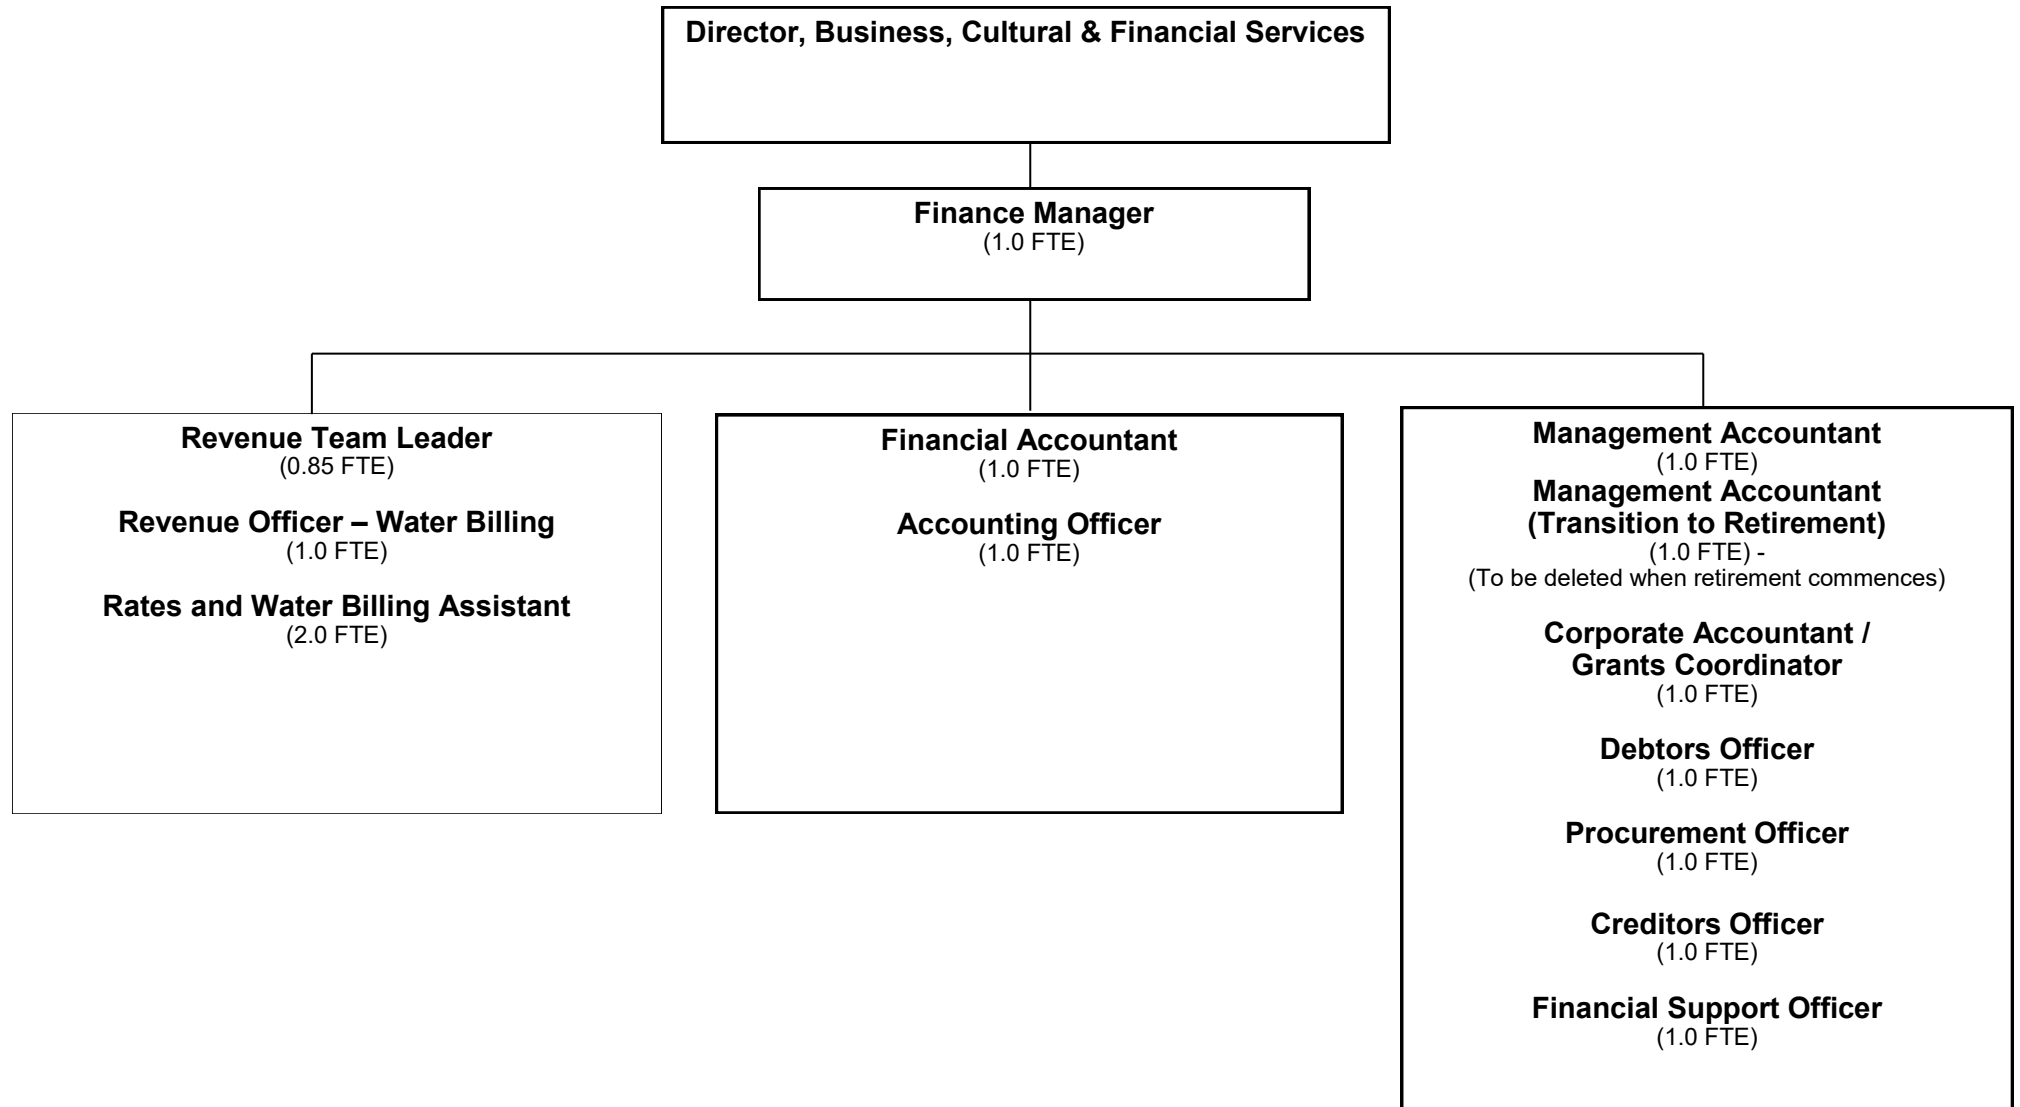 Director, Business, Cultural & Financial Services
Finance Manager
(1.0 FTE)
Revenue Team Leader
(0.85 FTE)
Revenue Officer – Water Billing
(1.0 FTE)
Rates and Water Billing Assistant
(2.0 FTE)
Financial Accountant
(1.0 FTE)
Accounting Officer
(1.0 FTE)
Management Accountant
(1.0 FTE)
Management Accountant
(Transition to Retirement)
(1.0 FTE) -
(To be deleted when retirement commences)
Corporate Accountant /
Grants Coordinator
(1.0 FTE)
Debtors Officer
(1.0 FTE)
Procurement Officer
(1.0 FTE)
Creditors Officer
(1.0 FTE)
Financial Support Officer
(1.0 FTE)